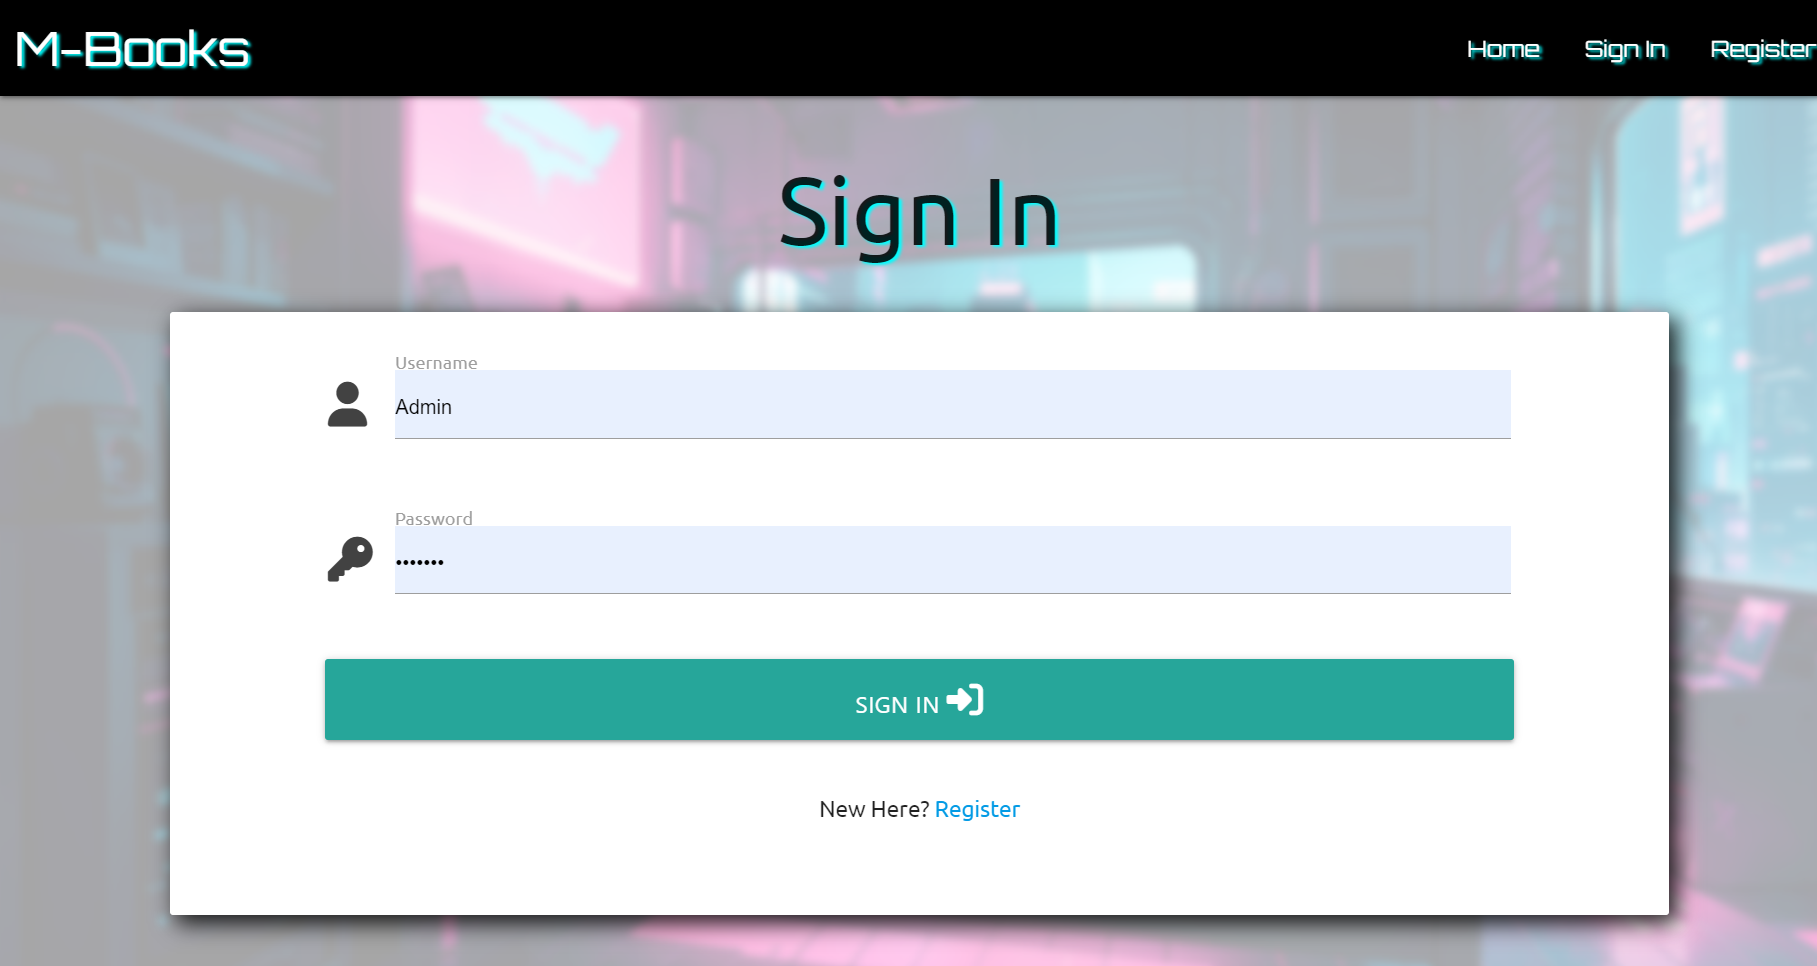 M-Books
Home Sign In Register
Sign In
Username
Admin
Password
•••••••
SIGN IN
New Here? Register